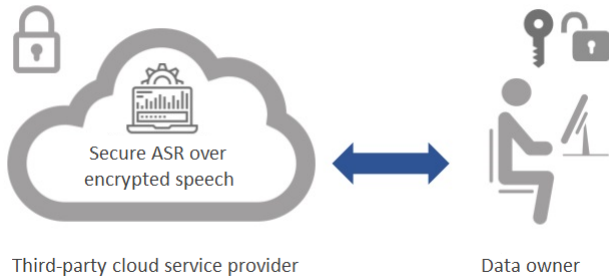 Secure ASR over
encrypted speech
Third-party cloud service provider
Data owner